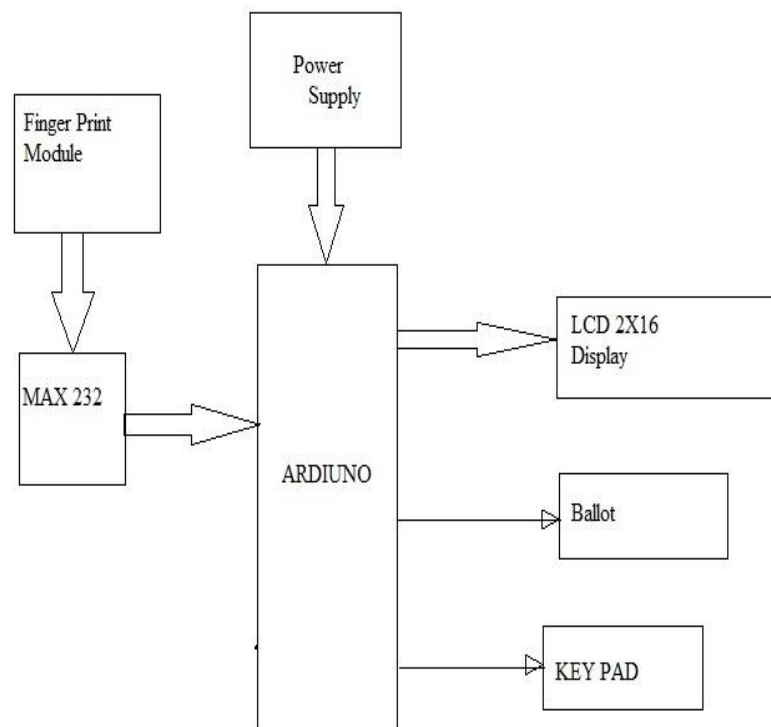 Power
Supply
Finger Print
Module
LCD 2X16
Display
MAX 232
ARDIUNO
Ballot
KEY PAD